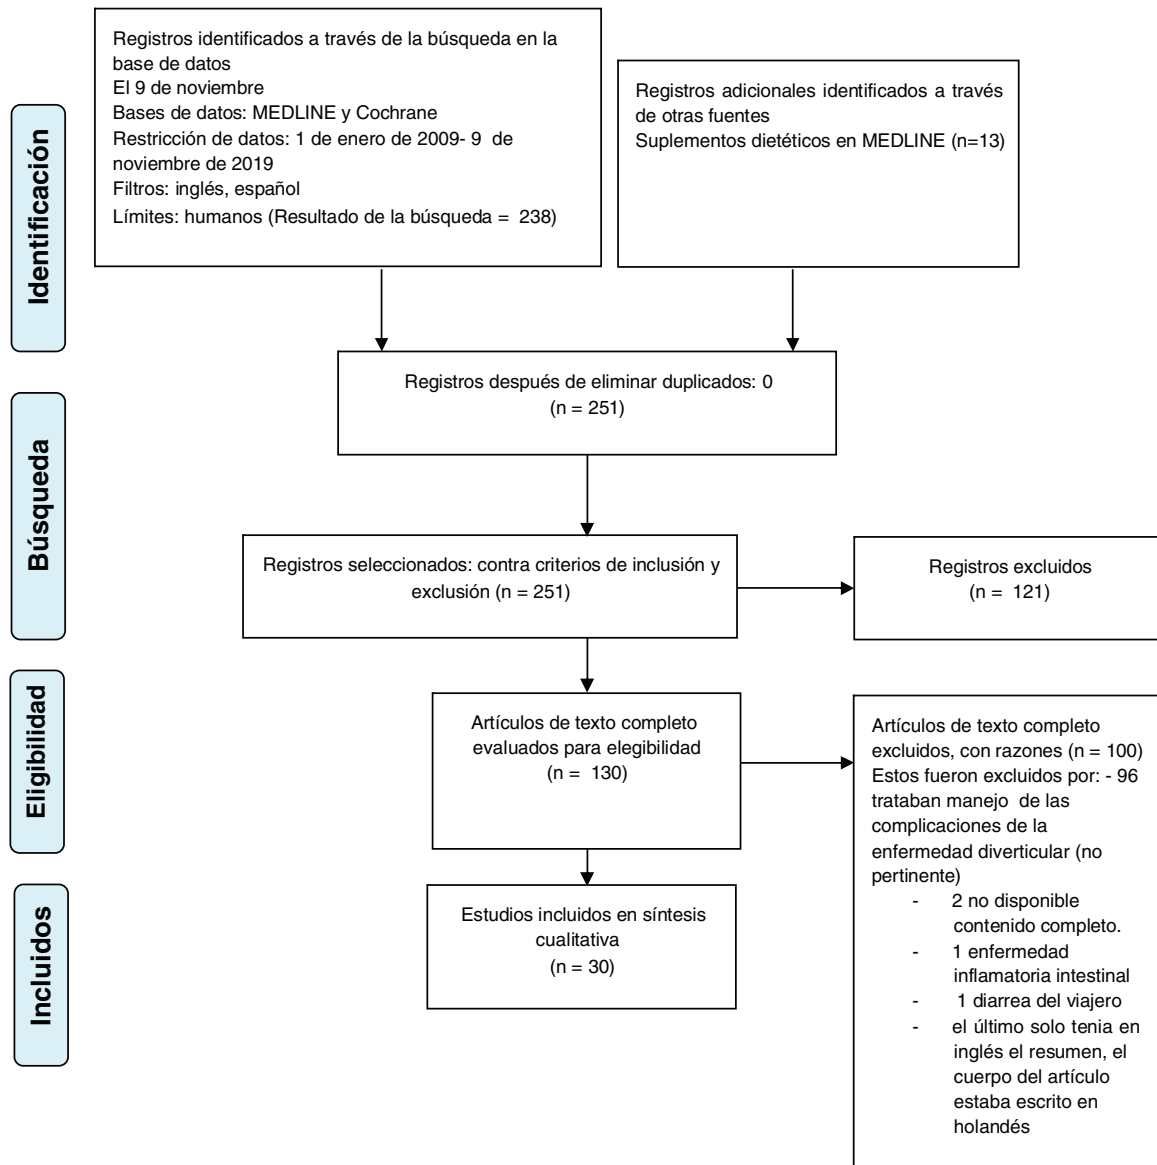 Identificación
Registros identificados a través de la búsqueda en la
base de datos
El 9 de noviembre
Bases de datos: MEDLINE y Cochrane
Restricción de datos: 1 de enero de 2009- 9 de
noviembre de 2019
Filtros: inglés, español
Límites: humanos (Resultado de la búsqueda = 238)
Registros adicionales identificados a través
de otras fuentes
Suplementos dietéticos en MEDLINE (n=13)
Registros después de eliminar duplicados: 0
(n = 251)
Búsqueda
Registros seleccionados: contra criterios de inclusión y
exclusión (n = 251)
Registros excluidos
(n = 121)
Eligibilidad
Artículos de texto completo
evaluados para elegibilidad
(n = 130)
Artículos de texto completo
excluidos, con razones (n = 100)
Estos fueron excluidos por: - 96
trataban manejo de las
complicaciones de la
enfermedad diverticular (no
pertinente)
- 2 no disponible
contenido completo.
- 1 enfermedad
inflamatoria intestinal
- 1 diarrea del viajero
- el último solo tenia en
inglés el resumen, el
cuerpo del artículo
estaba escrito en
holandés
Incluidos
Estudios incluidos en síntesis
cualitativa
(n = 30)